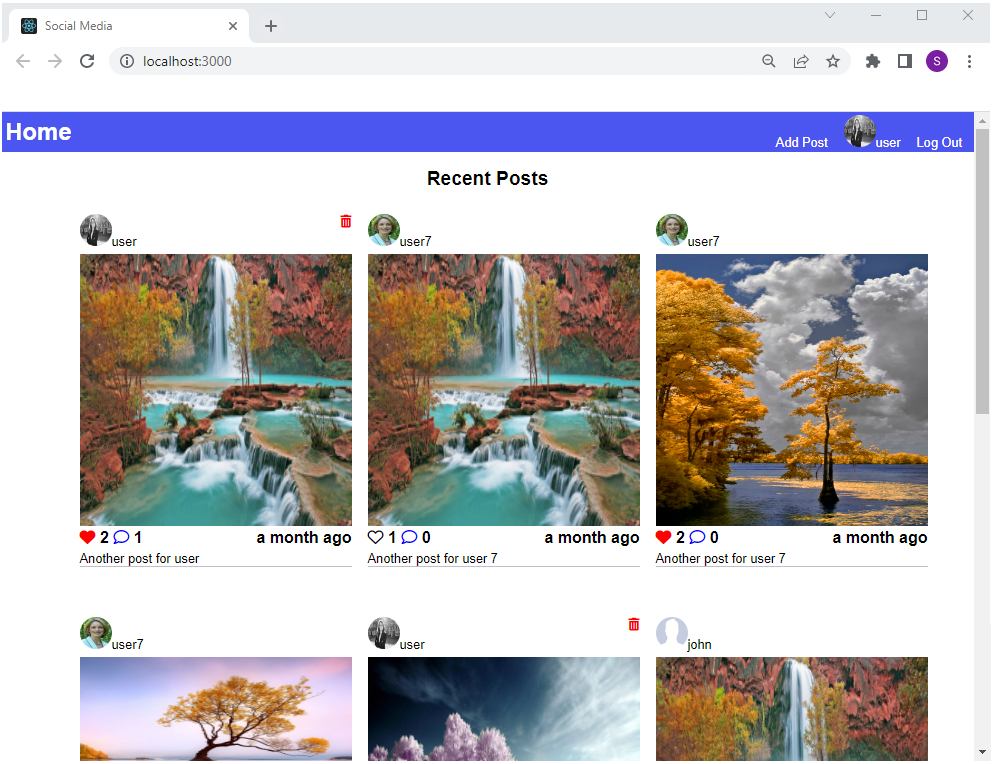 Social Media
localhost:3000
S
Home
Add Post user Log Out
Recent Posts
user
user7
user7
2 1 a month ago
Another post for user
1 0 a month ago
Another post for user 7
2 0 a month ago
Another post for user 7
user7
user
john